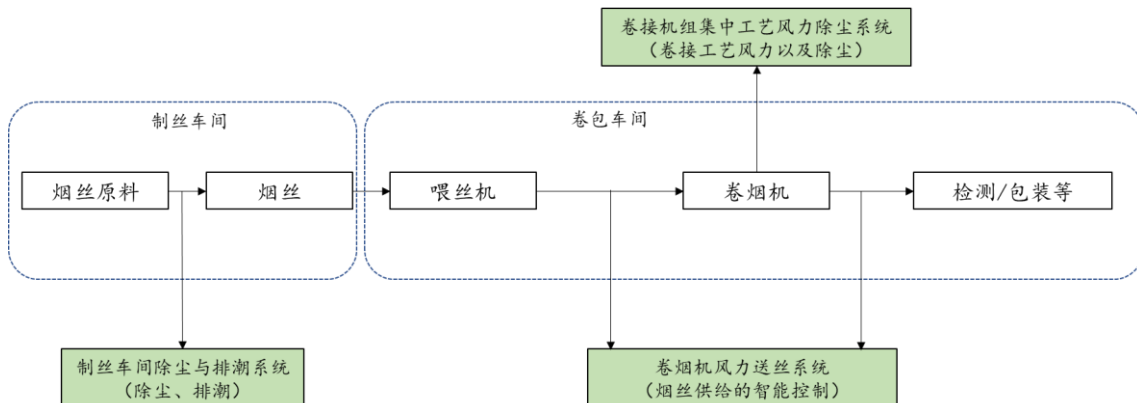 卷接机组集中工艺风力除尘系统
（卷接工艺风力以及除尘）
制丝车间
卷包车间
烟丝原料
烟丝
喂丝机
卷烟机
检测/包装等
制丝车间除尘与排潮系统
（除尘、排潮）
卷烟机风力送丝系统
（烟丝供给的智能控制）